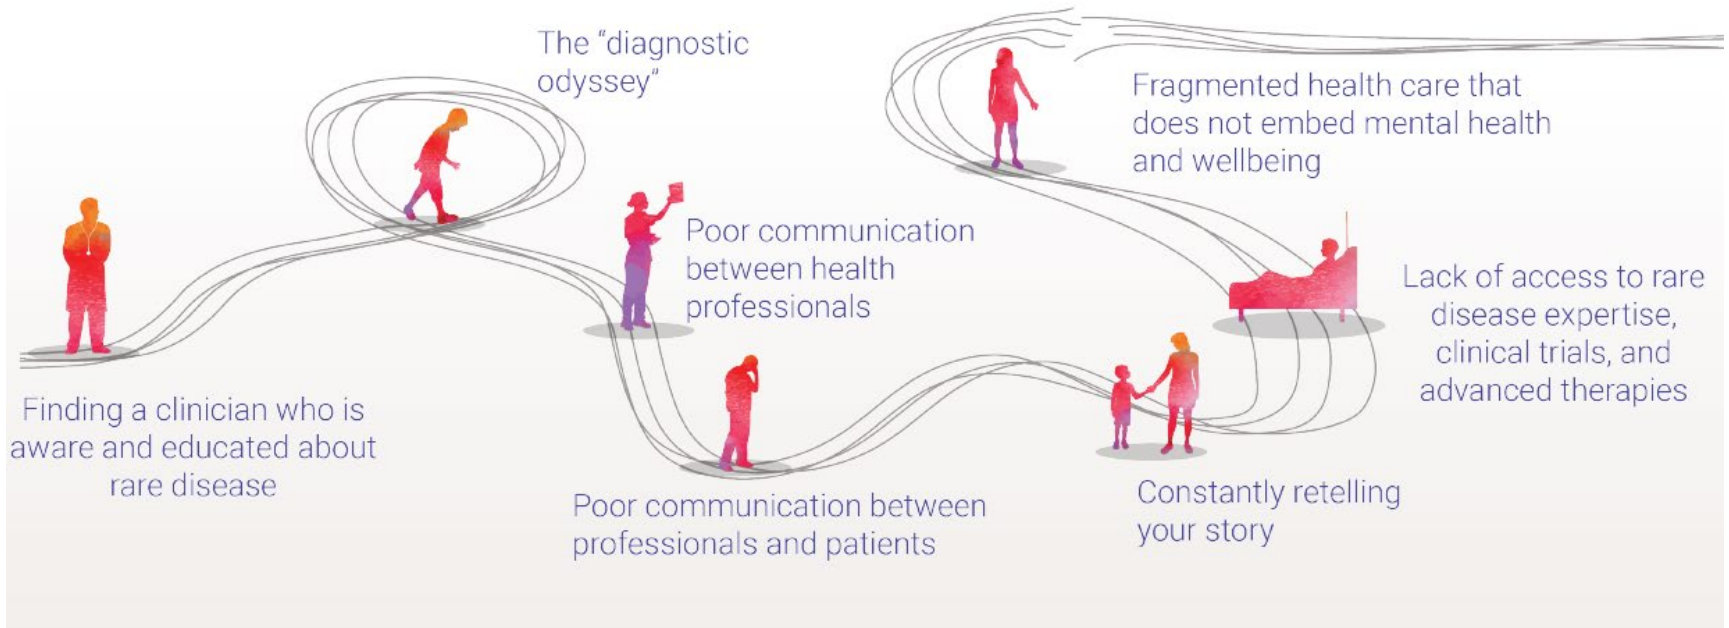 Finding a clinician who is
aware and educated about
rare disease
The "diagnostic
odyssey"
Poor communication
between health
professionals
Poor communication between
professionals and patients
Constantly retelling
your story
Lack of access to rare
disease expertise,
clinical trials, and
advanced therapies
Fragmented health care that
does not embed mental health
and wellbeing